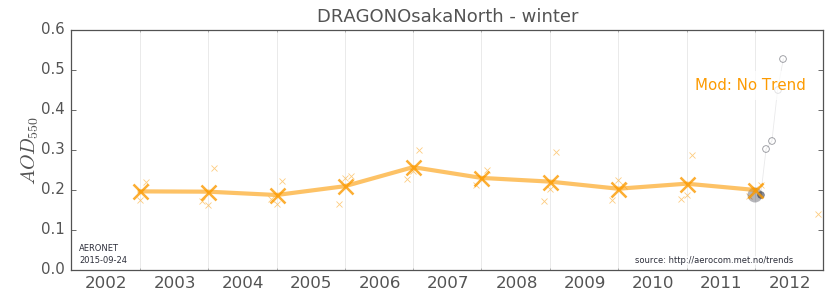 DRAGONOsakaNorth - winter
0.6
0.5
0.4
0.3
0.2
0.1
0.0
AOD550
Mod: No Trend
AERONET
2015-09-24
source: http://aerocom.met.no/trends
2002 2003 2004 2005 2006 2007 2008 2009 2010 2011 2012